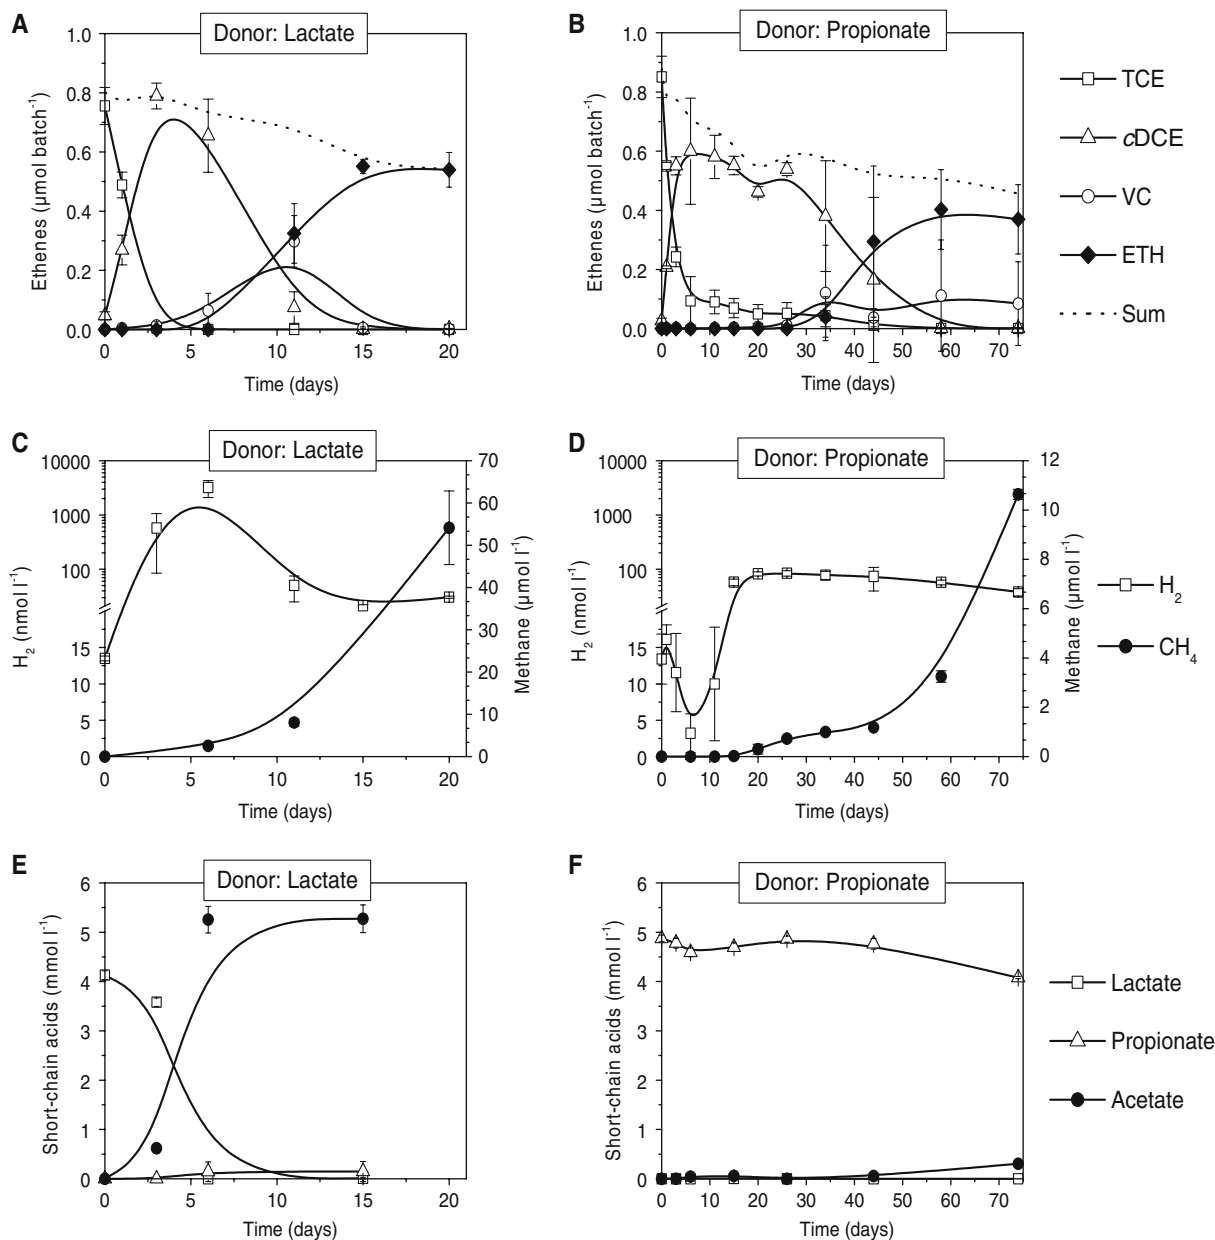 A
Donor: Lactate
Ethenes (µmol batch⁻¹)
1.0
0.8
0.6
0.4
0.2
0.0
0 5 10 15 20
Time (days)
B
Donor: Propionate
Ethenes (µmol batch⁻¹)
1.0
0.8
0.6
0.4
0.2
0.0
0 10 20 30 40 50 60 70
Time (days)
TCE
cDCE
VC
ETH
Sum
C
Donor: Lactate
H₂ (nmol l⁻¹)
10000
1000
100
15
10
5
0
Methane (µmol l⁻¹)
70
60
50
40
30
20
10
0
0 5 10 15 20
Time (days)
D
Donor: Propionate
H₂ (nmol l⁻¹)
10000
1000
100
15
10
5
0
Methane (µmol l⁻¹)
12
10
8
6
4
2
0
0 10 20 30 40 50 60 70
Time (days)
H₂
CH₄
E
Donor: Lactate
Short-chain acids (mmol l⁻¹)
6
5
4
3
2
1
0
0 5 10 15 20
Time (days)
F
Donor: Propionate
Short-chain acids (mmol l⁻¹)
6
5
4
3
2
1
0
0 10 20 30 40 50 60 70
Time (days)
Lactate
Propionate
Acetate